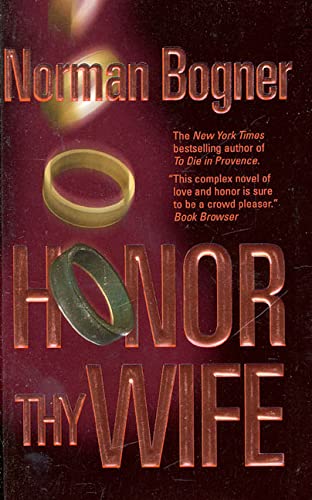 Norman Bogner
The New York Times
bestselling author of
To Die in Provence.
"This complex novel of
love and honor is sure
to be a crowd pleaser."
Book Browser
HONOR
THY WIFE